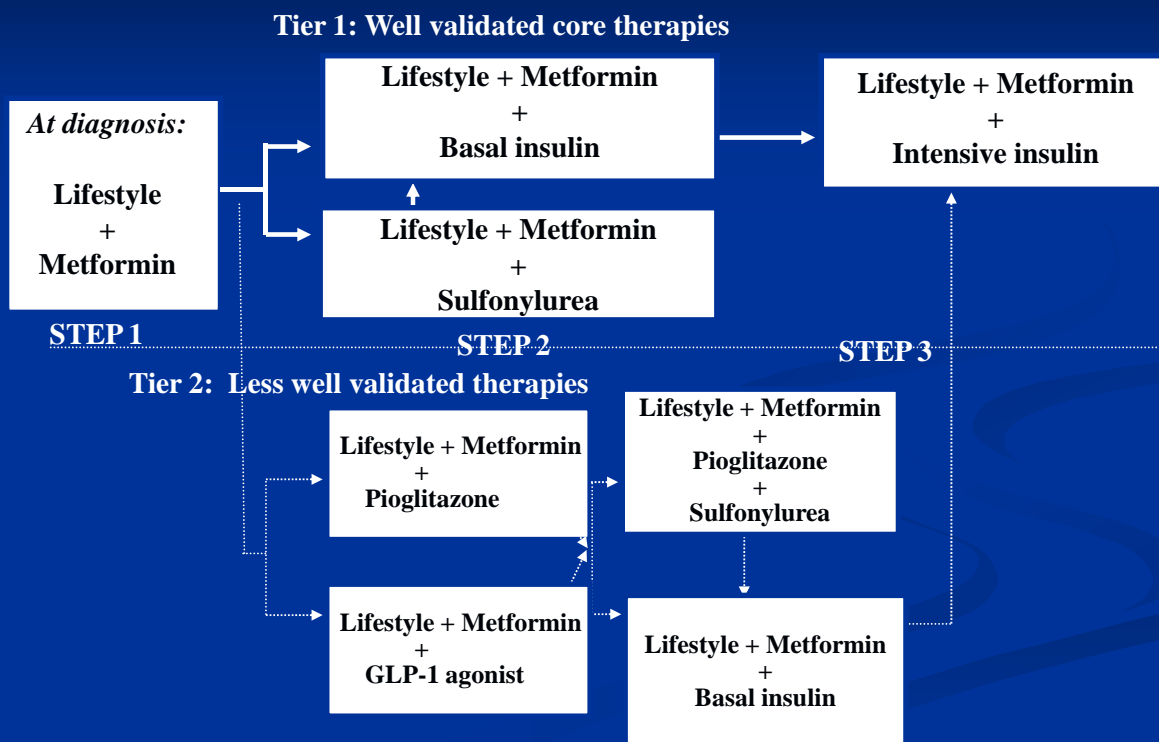 Tier 1: Well validated core therapies
At diagnosis:
Lifestyle
+
Metformin
Lifestyle + Metformin
+
Basal insulin
Lifestyle + Metformin
+
Sulfonylurea
Lifestyle + Metformin
+
Intensive insulin
STEP 1
STEP 2
STEP 3
Tier 2: Less well validated therapies
Lifestyle + Metformin
+
Pioglitazone
Lifestyle + Metformin
+
GLP-1 agonist
Lifestyle + Metformin
+
Pioglitazone
+
Sulfonylurea
Lifestyle + Metformin
+
Basal insulin